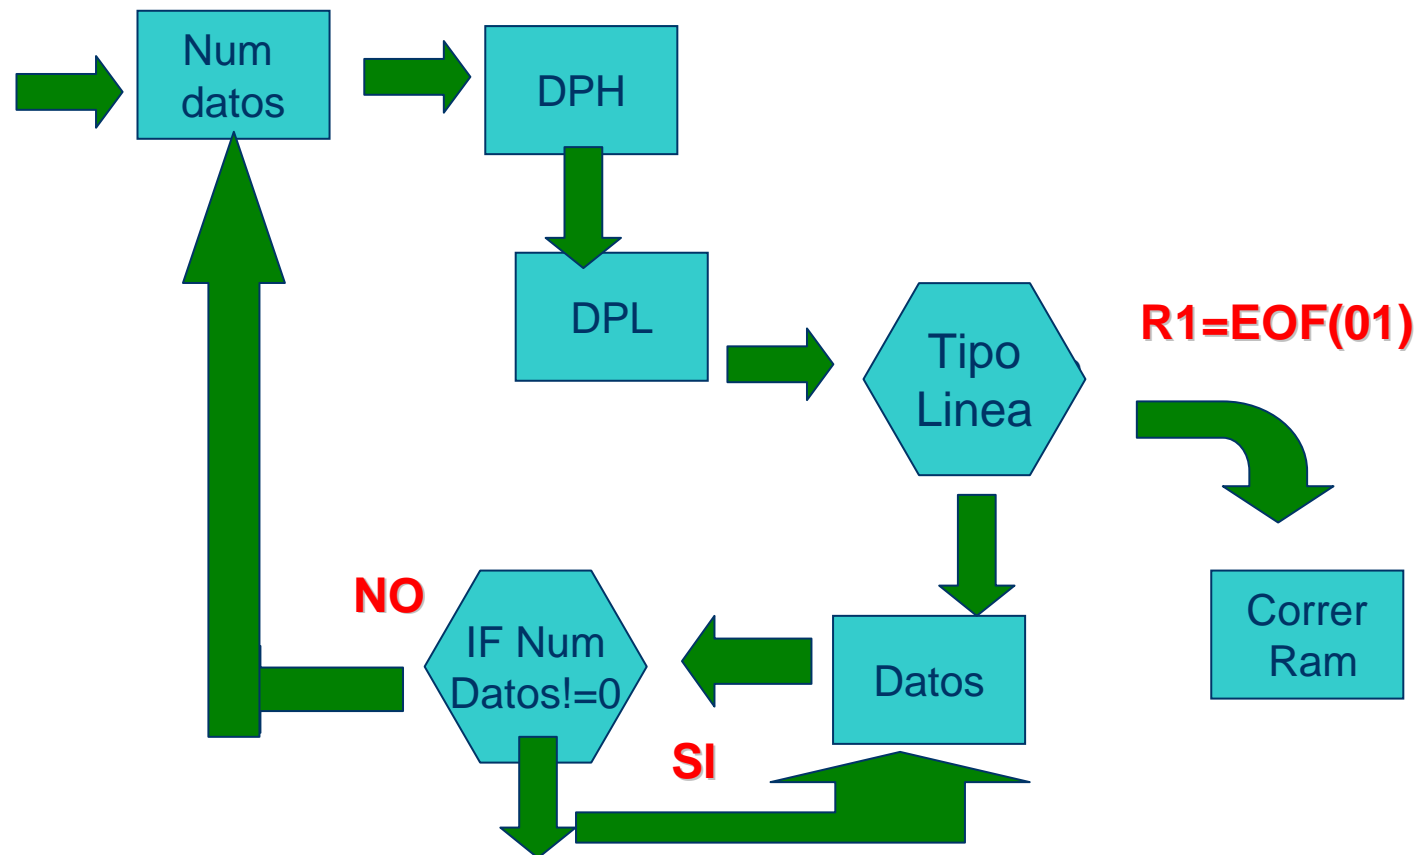 Num
datos
DPH
DPL
Tipo
Linea
R1=EOF(01)
Correr
Ram
Datos
IF Num
Datos!=0
NO
SI